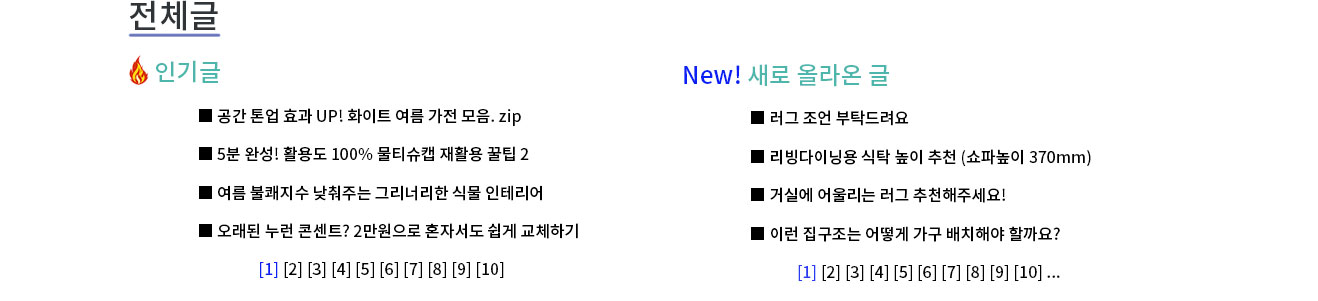 전체글
인기글
■ 공간 톤업 효과 UP! 화이트 여름 가전 모음. zip
■ 5분 완성! 활용도 100% 물티슈캡 재활용 꿀팁 2
■ 여름 불쾌지수 낮춰주는 그리너리한 식물 인테리어
■ 오래된 누런 콘센트? 2만원으로 혼자서도 쉽게 교체하기
[1] [2] [3] [4] [5] [6] [7] [8] [9] [10]
New! 새로 올라온 글
■ 러그 조언 부탁드려요
■ 리빙다이닝용 식탁 높이 추천 (쇼파높이 370mm)
■ 거실에 어울리는 러그 추천해주세요!
■ 이런 집구조는 어떻게 가구 배치해야 할까요?
[1] [2] [3] [4] [5] [6] [7] [8] [9] [10] ...